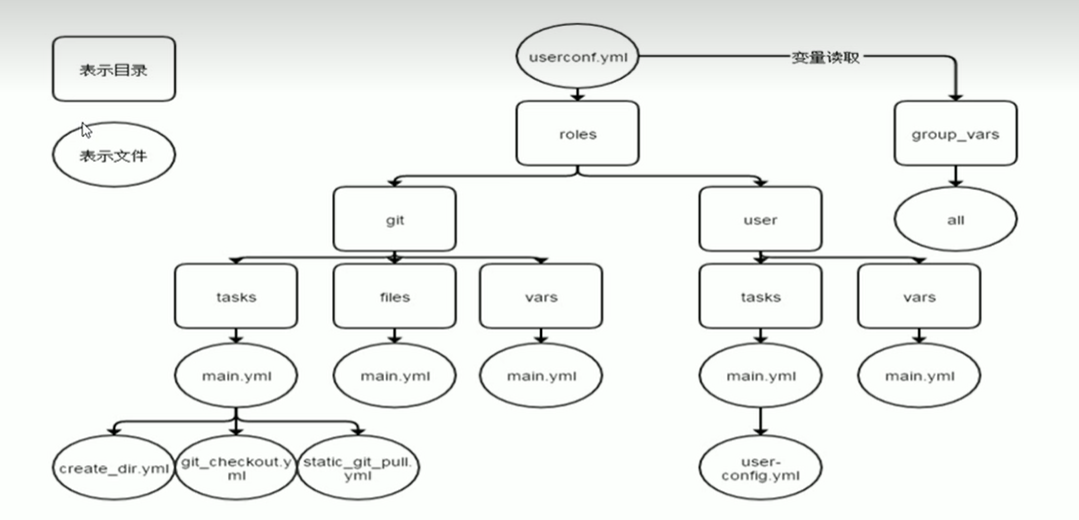 表示目录
表示文件
userconf.yml
变量读取
roles
group_vars
git
user
all
tasks
files
vars
tasks
vars
main.yml
main.yml
main.yml
main.yml
main.yml
create_dir.yml
git_checkout.y
ml
static_git_pull.
yml
user-
config.yml